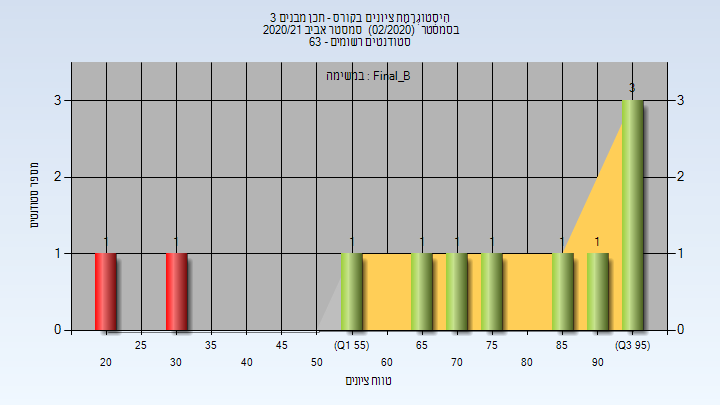 היסטוגרמת ציונים בקורס - תכן מבנים 3
בסמסטר (02/2020) סמסטר אביב 2020/21
סטודנטים רשומים - 63
במשימה : Final_B
מספר סטודנטים
3 3
2 2
1 1
0 0
1 1 1 1 1 1 1 1 3
25 35 45 (Q1 55) 65 75 85 (Q3 95)
20 30 40 50 60 70 80 90
טווח ציונים